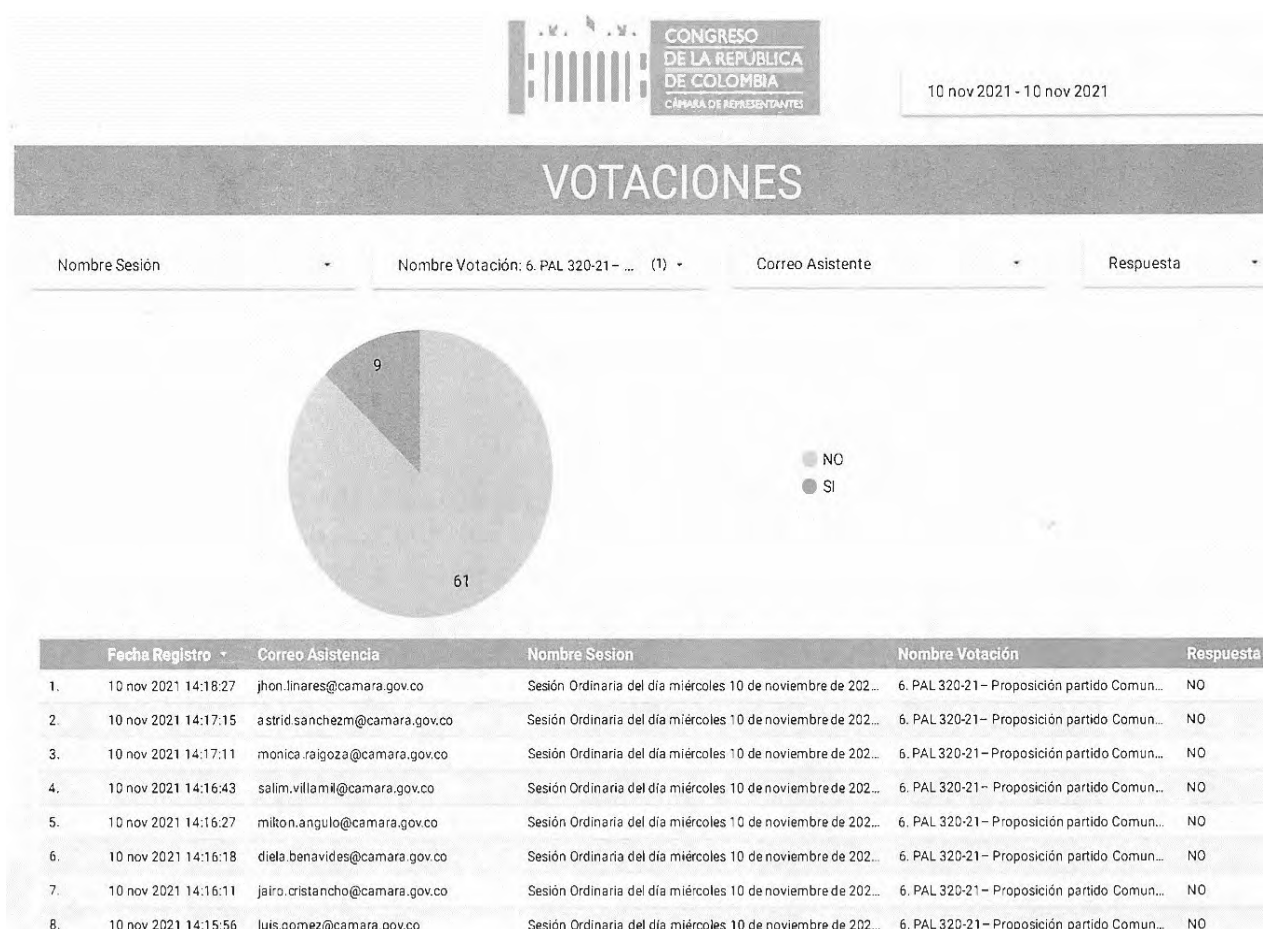 CONGRESO
DE LA REPÚBLICA
DE COLOMBIA
CÁMARA DE REPRESENTANTES
10 nov 2021 - 10 nov 2021
VOTACIONES
Nombre Sesión
Nombre Votación: 6. PAL 320-21– ... (1)
Correo Asistente
Respuesta
9
NO
SI
61
Fecha Registro Correo Asistencia Nombre Sesion Nombre Votación Respuesta
1. 10 nov 2021 14:18:27 jhon.linares@camara.gov.co Sesión Ordinaria del día miércoles 10 de noviembre de 202... 6. PAL 320-21– Proposición partido Comun... NO
2. 10 nov 2021 14:17:15 astrid.sanchezm@camara.gov.co Sesión Ordinaria del día miércoles 10 de noviembre de 202... 6. PAL 320-21– Proposición partido Comun... NO
3. 10 nov 2021 14:17:11 monica.raigoza@camara.gov.co Sesión Ordinaria del día miércoles 10 de noviembre de 202... 6. PAL 320-21– Proposición partido Comun... NO
4. 10 nov 2021 14:16:43 salim.villamil@camara.gov.co Sesión Ordinaria del día miércoles 10 de noviembre de 202... 6. PAL 320-21– Proposición partido Comun... NO
5. 10 nov 2021 14:16:27 milton.angulo@camara.gov.co Sesión Ordinaria del día miércoles 10 de noviembre de 202... 6. PAL 320-21– Proposición partido Comun... NO
6. 10 nov 2021 14:16:18 diela.benavides@camara.gov.co Sesión Ordinaria del día miércoles 10 de noviembre de 202... 6. PAL 320-21– Proposición partido Comun... NO
7. 10 nov 2021 14:16:11 jairo.cristancho@camara.gov.co Sesión Ordinaria del día miércoles 10 de noviembre de 202... 6. PAL 320-21– Proposición partido Comun... NO
8. 10 nov 2021 14:15:56 luis.gomez@camara.gov.co Sesión Ordinaria del día miércoles 10 de noviembre de 202... 6. PAL 320-21– Proposición partido Comun... NO